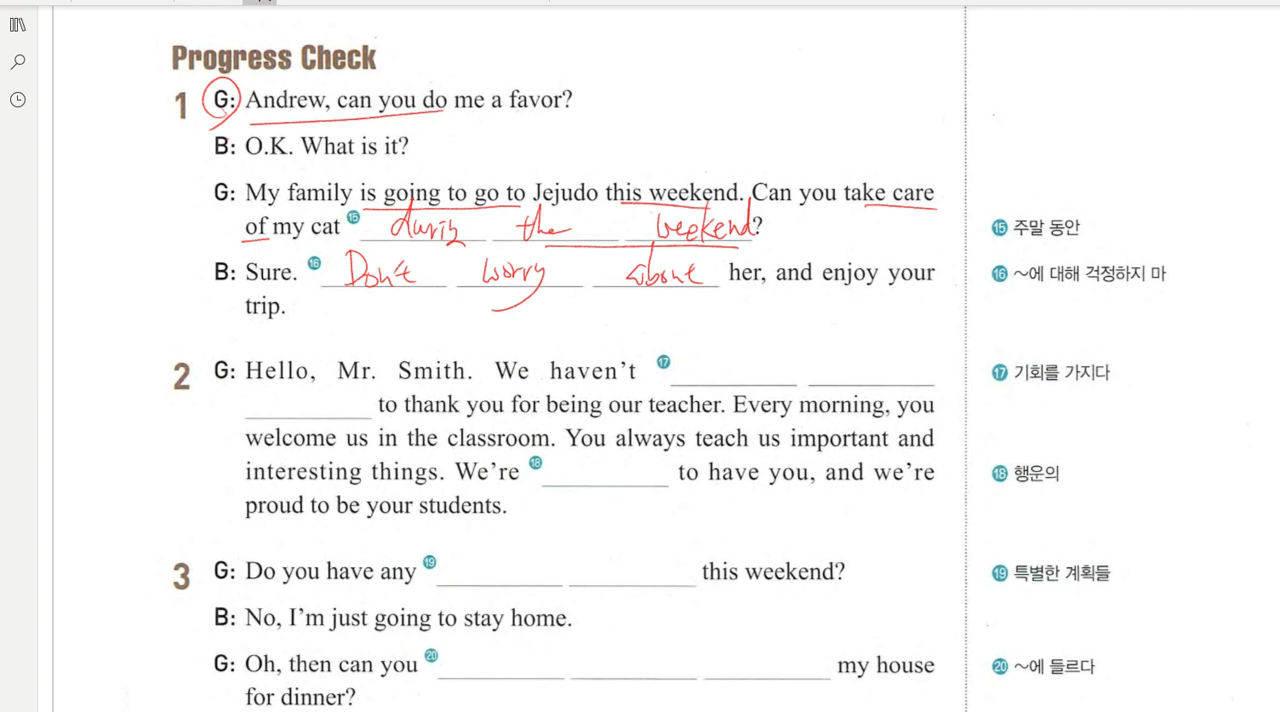 Progress Check
1 G: Andrew, can you do me a favor?
B: O.K. What is it?
G: My family is going to go to Jejudo this weekend. Can you take care
of my cat ⑮ during the weekend? ⑮ 주말 동안
B: Sure. ⑯ Don't worry about her, and enjoy your ⑯ ~에 대해 걱정하지 마
trip.
2 G: Hello, Mr. Smith. We haven't ⑰ ⑰ 기회를 가지다
to thank you for being our teacher. Every morning, you
welcome us in the classroom. You always teach us important and
interesting things. We're ⑱ to have you, and we're ⑱ 행운의
proud to be your students.
3 G: Do you have any ⑲ this weekend? ⑲ 특별한 계획들
B: No, I'm just going to stay home.
G: Oh, then can you ⑳ my house ⑳ ~에 들르다
for dinner?